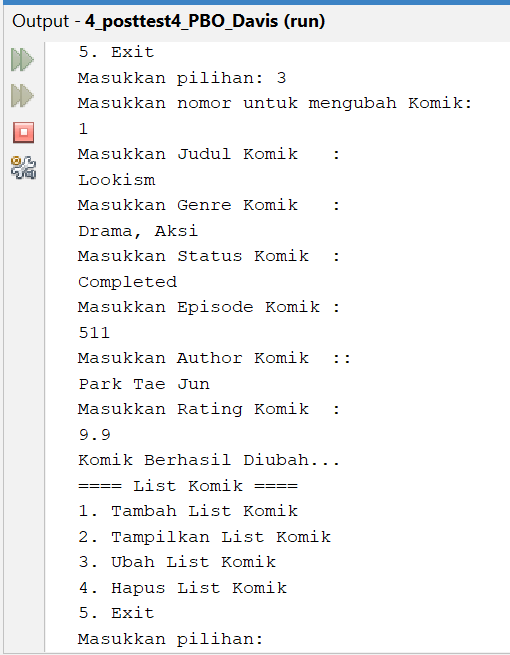 Output - 4_posttest4_PBO_Davis (run)
5. Exit
Masukkan pilihan: 3
Masukkan nomor untuk mengubah Komik:
1
Masukkan Judul Komik   :
Lookism
Masukkan Genre Komik   :
Drama, Aksi
Masukkan Status Komik  :
Completed
Masukkan Episode Komik :
511
Masukkan Author Komik  ::
Park Tae Jun
Masukkan Rating Komik  :
9.9
Komik Berhasil Diubah...
==== List Komik ====
1. Tambah List Komik
2. Tampilkan List Komik
3. Ubah List Komik
4. Hapus List Komik
5. Exit
Masukkan pilihan: